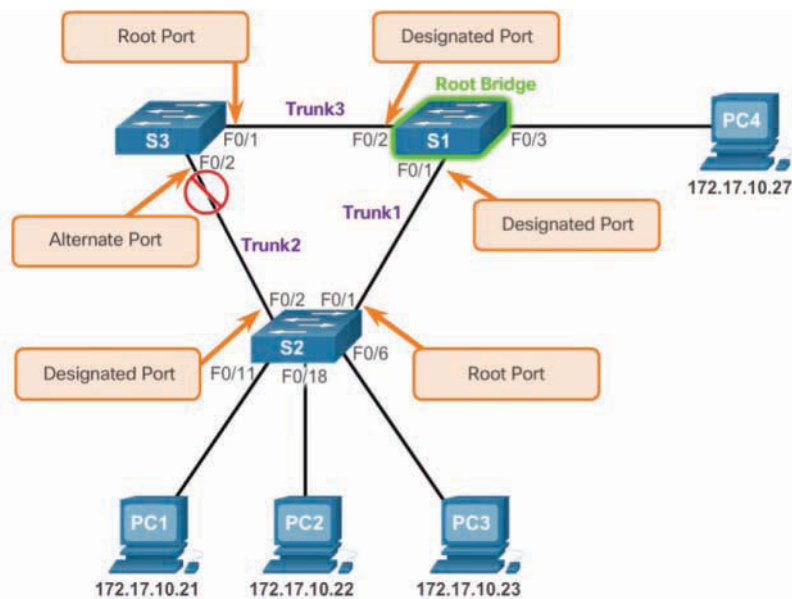 Root Port
Designated Port
Root Bridge
Trunk3
S3
F0/1
F0/2
S1
F0/3
PC4
F0/2
F0/1
172.17.10.27
Trunk1
Alternate Port
Designated Port
Trunk2
F0/2
F0/1
S2
F0/6
Designated Port
F0/11
F0/18
Root Port
PC1
PC2
PC3
172.17.10.21
172.17.10.22
172.17.10.23